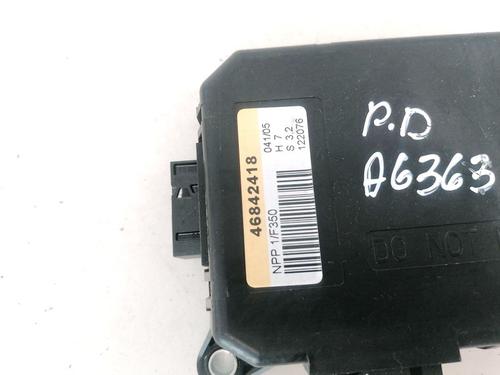 46842418
041/05
H 7
S 3.2
122076
NPP 1/F350
P.D
A6363
DO NOT